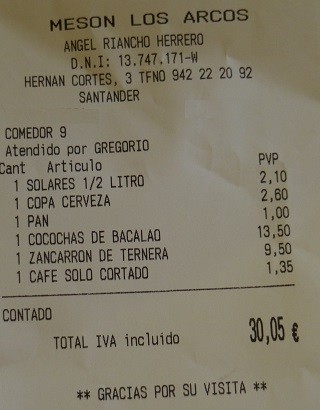 MESON LOS ARCOS
ANGEL RIANCHO HERRERO
D.N.I: 13.747.171-W
HERNAN CORTES, 3 TFNO 942 22 20 92
SANTANDER
COMEDOR 9
Atendido por GREGORIO
Cant Articulo PVP
1 SOLARES 1/2 LITRO 2,10
1 COPA CERVEZA 2,60
1 PAN 1,00
1 COCOCHAS DE BACALAO 13,50
1 ZANCARRON DE TERNERA 9,50
1 CAFE SOLO CORTADO 1,35
CONTADO
TOTAL IVA incluido 30,05 €
** GRACIAS POR SU VISITA **